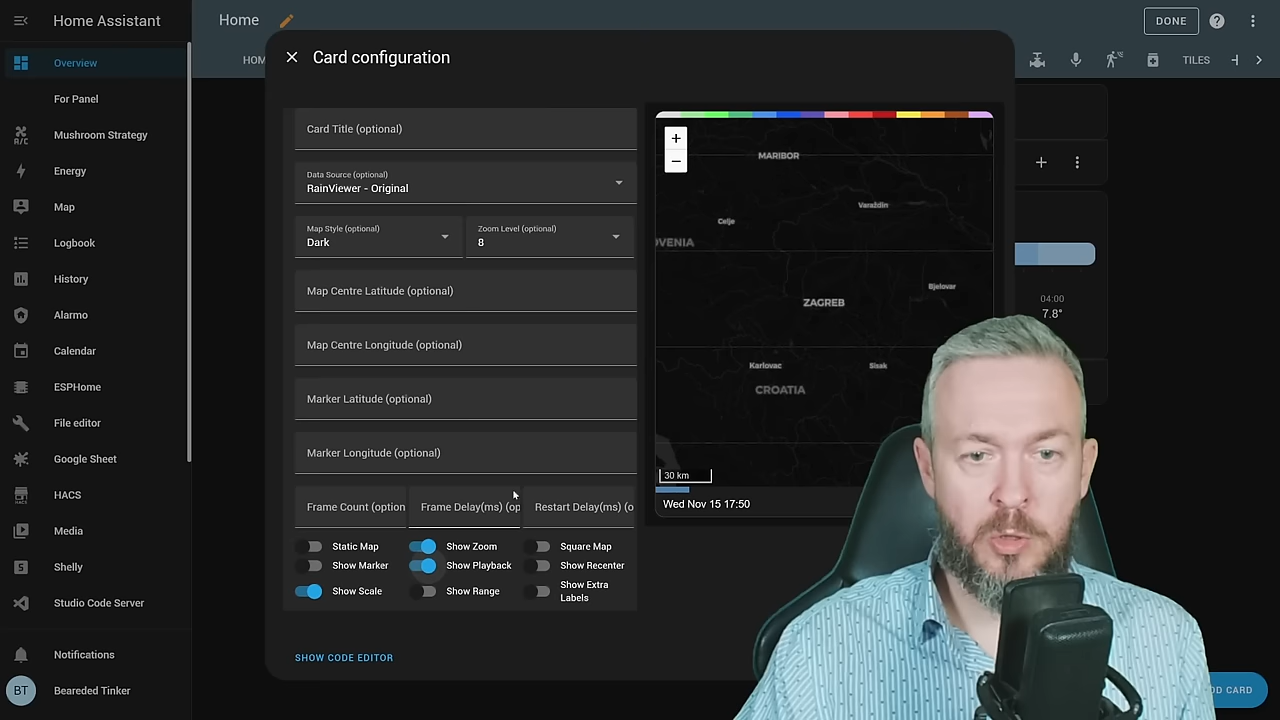 Home Assistant
Overview
For Panel
A/C
Mushroom Strategy
Energy
Map
Logbook
History
Alarmo
Calendar
ESPHome
File editor
Google Sheet
HACS
HACS
Media
Shelly
Studio Code Server
Notifications
BT
Beareded Tinker
Home
DONE
HOM
TILES
Card configuration
Card Title (optional)
Data Source (optional)
RainViewer - Original
Map Style (optional)
Dark
Zoom Level (optional)
8
Map Centre Latitude (optional)
Map Centre Longitude (optional)
Marker Latitude (optional)
Marker Longitude (optional)
Frame Count (option
Frame Delay(ms) (op
Restart Delay(ms) (o
Static Map
Show Zoom
Square Map
Show Marker
Show Playback
Show Recenter
Show Scale
Show Range
Show Extra
Labels
SHOW CODE EDITOR
+
−
MARIBOR
Varaždin
Celje
VENIA
Bjelovar
ZAGREB
Karlovac
Sisak
CROATIA
30 km
Wed Nov 15 17:50
04:00
7.8°
DD CARD